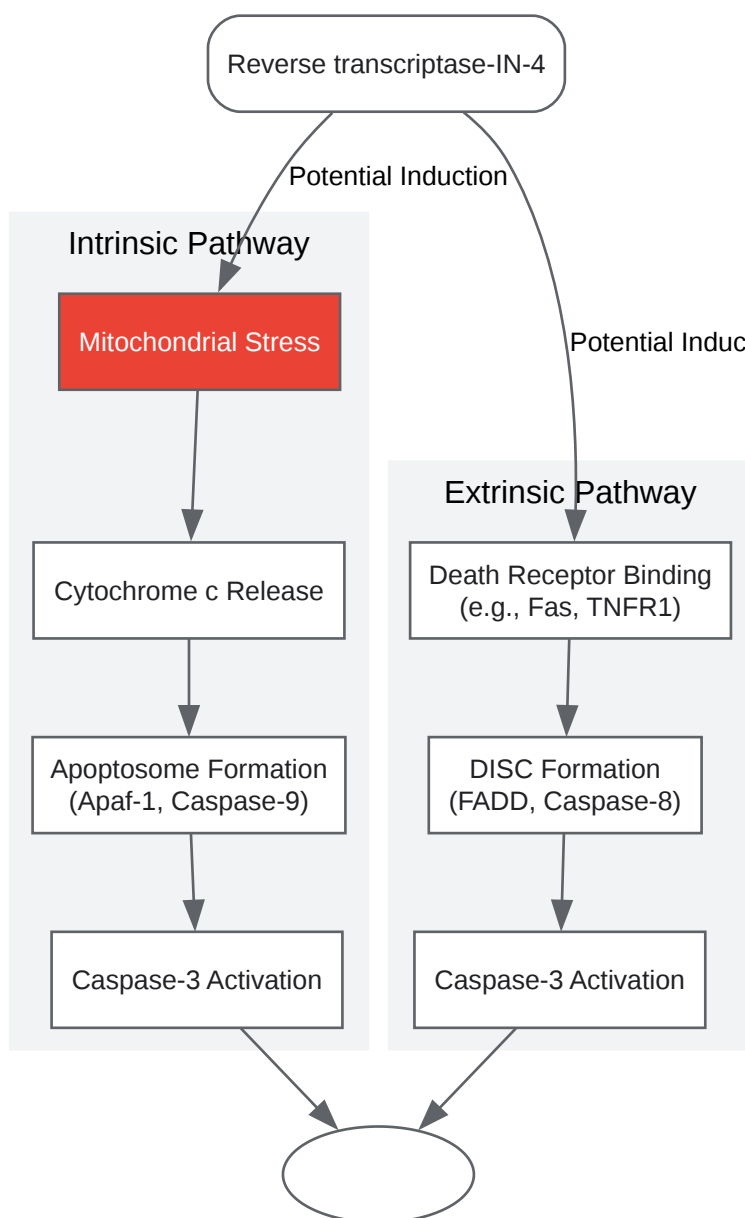 Reverse transcriptase-IN-4
Potential Induction
Intrinsic Pathway
Mitochondrial Stress
Potential Induc
Extrinsic Pathway
Cytochrome c Release
Death Receptor Binding
(e.g., Fas, TNFR1)
Apoptosome Formation
(Apaf-1, Caspase-9)
DISC Formation
(FADD, Caspase-8)
Caspase-3 Activation
Caspase-3 Activation